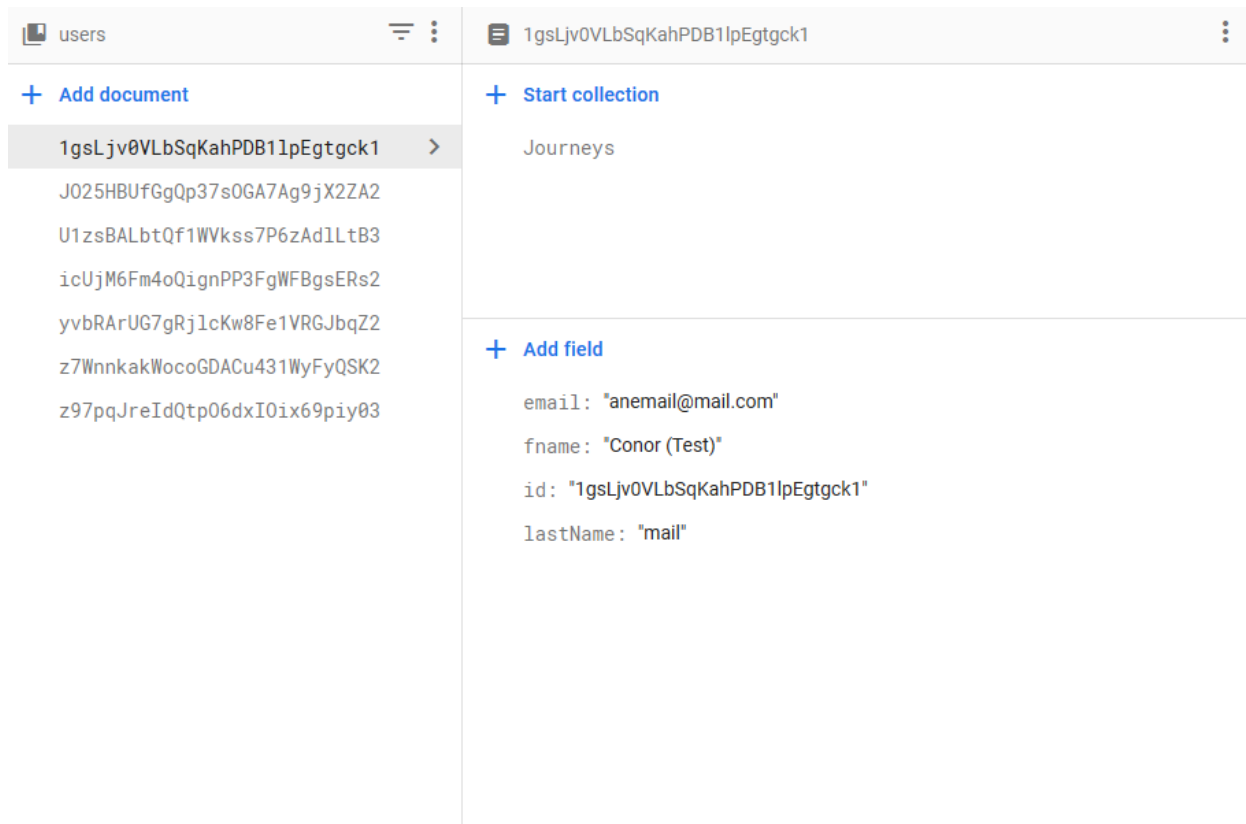 users
Add document
1gsLjv0VLbSqKahPDB1lpEgtgck1
JO25HBUfGgQp37sOGA7Ag9jX2ZA2
U1zsBALbtQf1WVkss7P6zAdlLtB3
icUjM6Fm4oQignPP3FgWFBgsERs2
yvbRArUG7gRjlcKw8Fe1VRGJbqZ2
z7WnnkakWocoGDACu431WyFyQSK2
z97pqJreIdQtpO6dxIOix69piy03
1gsLjv0VLbSqKahPDB1lpEgtgck1
Start collection
Journeys
Add field
email: "anemail@mail.com"
fname: "Conor (Test)"
id: "1gsLjv0VLbSqKahPDB1lpEgtgck1"
lastName: "mail"